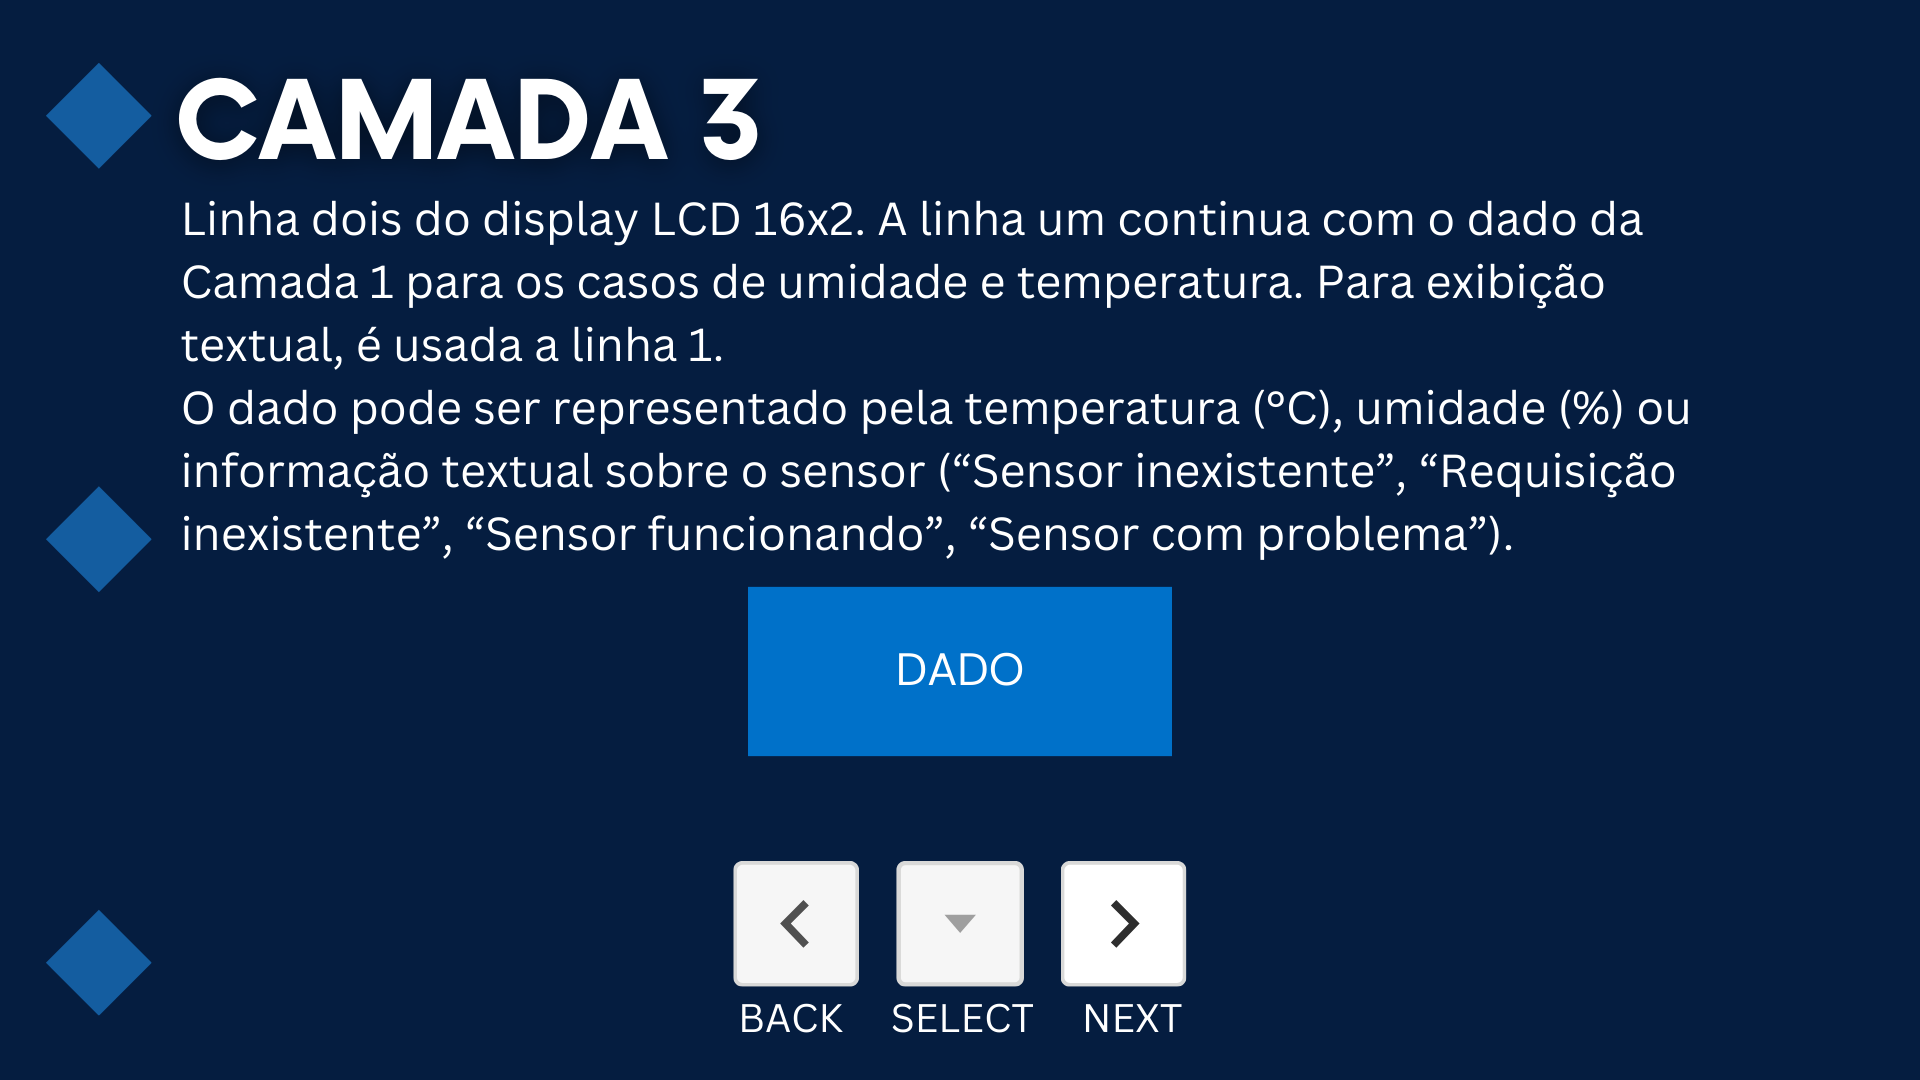 CAMADA 3
Linha dois do display LCD 16x2. A linha um continua com o dado da
Camada 1 para os casos de umidade e temperatura. Para exibição
textual, é usada a linha 1.
O dado pode ser representado pela temperatura (°C), umidade (%) ou
informação textual sobre o sensor (“Sensor inexistente”, “Requisição
inexistente”, “Sensor funcionando”, “Sensor com problema”).
DADO
BACK SELECT NEXT